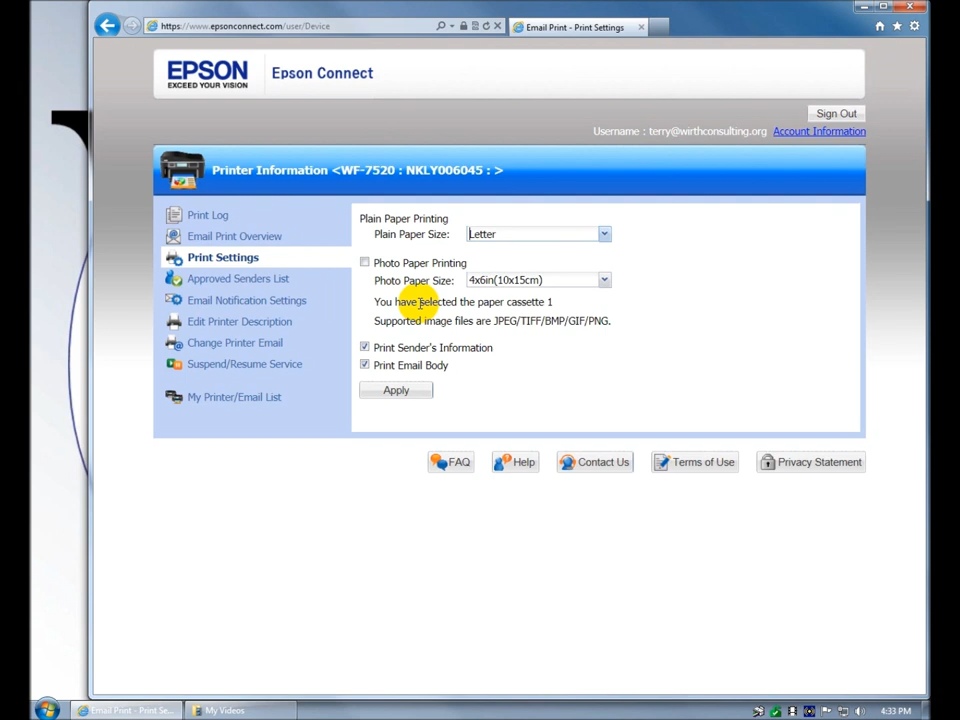 https://www.epsonconnect.com/user/Device
Email Print - Print Settings
EPSON
EXCEED YOUR VISION
Epson Connect
Sign Out
Username : terry@wirthconsulting.org Account Information
Printer Information <WF-7520 : NKLY006045 : >
Print Log
Email Print Overview
Print Settings
Approved Senders List
Email Notification Settings
Edit Printer Description
Change Printer Email
Suspend/Resume Service
My Printer/Email List
Plain Paper Printing
Plain Paper Size: Letter
Photo Paper Printing
Photo Paper Size: 4x6in(10x15cm)
You have selected the paper cassette 1
Supported image files are JPEG/TIFF/BMP/GIF/PNG.
Print Sender's Information
Print Email Body
Apply
FAQ Help Contact Us Terms of Use Privacy Statement
Email Print - Print Se... My Videos 4:33 PM